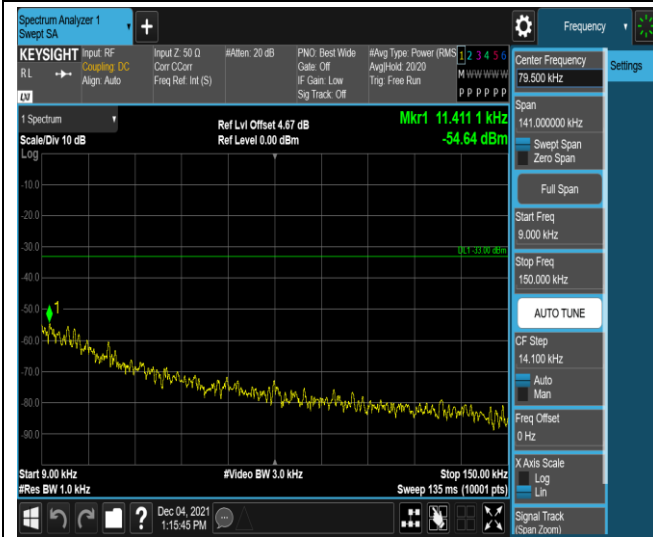 Spectrum Analyzer 1
Swept SA
Frequency
KEYSIGHT
RL
LXI
Input: RF
Coupling: DC
Align: Auto
Input Z: 50 Ω
Corr CCorr
Freq Ref: Int (S)
#Atten: 20 dB
PNO: Best Wide
Gate: Off
IF Gain: Low
Sig Track: Off
#Avg Type: Power (RMS
Avg|Hold: 20/20
Trig: Free Run
1 2 3 4 5 6
M W W W W W
P P P P P P
1 Spectrum
Scale/Div 10 dB
Log
Ref Lvl Offset 4.67 dB
Ref Level 0.00 dBm
Mkr1 11.411 1 kHz
-54.64 dBm
-10.0
-20.0
-30.0
DL1 -33.00 dBm
-40.0
-50.0
1
-60.0
-70.0
-80.0
-90.0
Start 9.00 kHz
#Res BW 1.0 kHz
#Video BW 3.0 kHz
Stop 150.00 kHz
Sweep 135 ms (10001 pts)
Dec 04, 2021
1:15:45 PM
Center Frequency
79.500 kHz
Settings
Span
141.000000 kHz
Swept Span
Zero Span
Full Span
Start Freq
9.000 kHz
Stop Freq
150.000 kHz
AUTO TUNE
CF Step
14.100 kHz
Auto
Man
Freq Offset
0 Hz
X Axis Scale
Log
Lin
Signal Track
(Span Zoom)